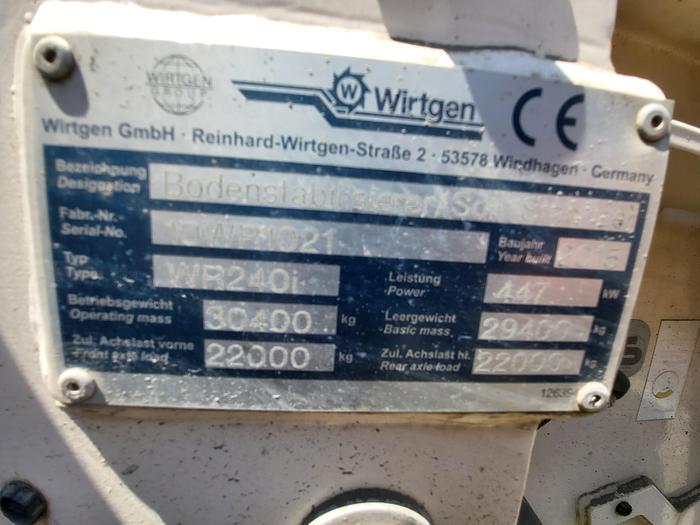 WIRTGEN GROUP W Wirtgen CE
Wirtgen GmbH · Reinhard-Wirtgen-Straße 2 · 53578 Windhagen · Germany
Bezeichnung
Designation
Bodenstabilisierer
Fabr.-Nr.
Serial-No.
Baujahr
Year built
Typ
Type
WR240i
Leistung
Power
447 kW
Betriebsgewicht
Operating mass
30400 kg
Leergewicht
Basic mass
kg
Zul. Achslast vorne
Front axle load
22000 kg
Zul. Achslast hi.
Rear axle load
22000 kg